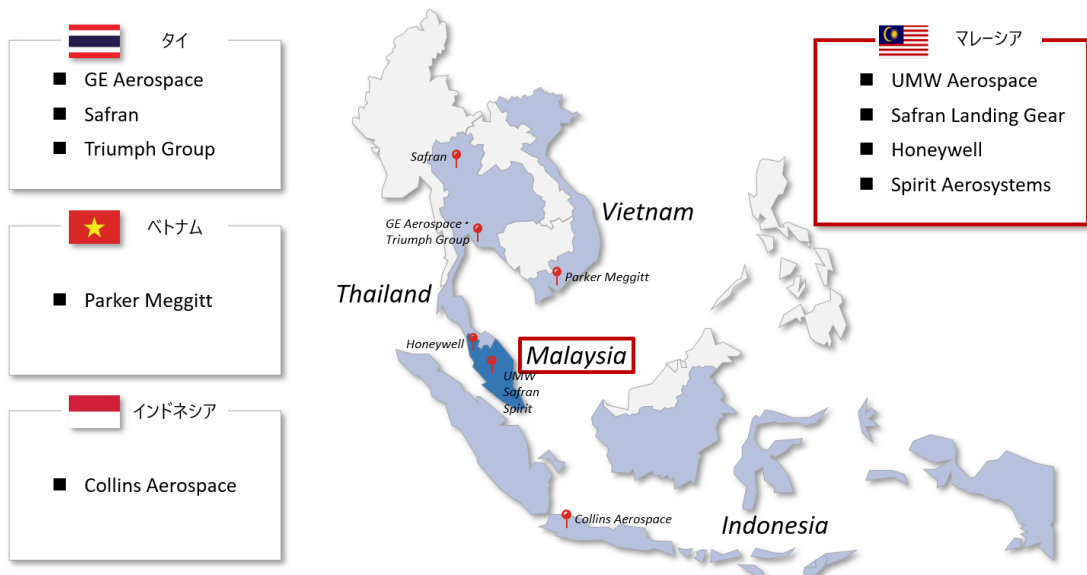 タイ
■ GE Aerospace
■ Safran
■ Triumph Group
ベトナム
■ Parker Meggitt
インドネシア
■ Collins Aerospace
マレーシア
■ UMW Aerospace
■ Safran Landing Gear
■ Honeywell
■ Spirit Aerosystems
Safran
GE Aerospace・
Triumph Group
Vietnam
Parker Meggitt
Thailand
Honeywell
Malaysia
UMW
Safran
Spirit
Collins Aerospace
Indonesia